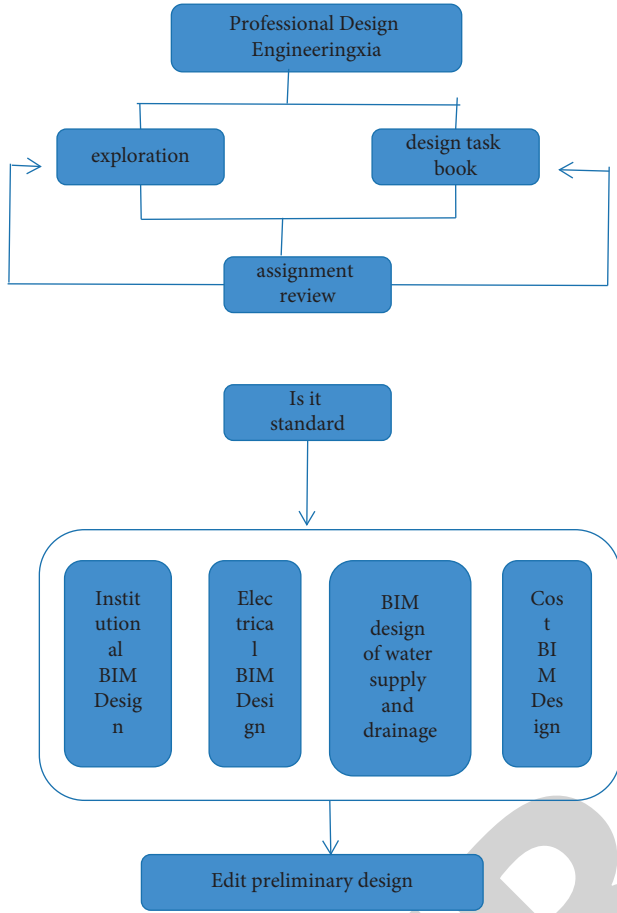 Professional Design
Engineeringxia
exploration
design task
book
assignment
review
Is it
standard
Instit
ution
al
BIM
Desig
n
Elec
trica
l
BIM
Desi
gn
BIM
design
of water
supply
and
drainage
Cos
t
BI
M
Des
ign
Edit preliminary design